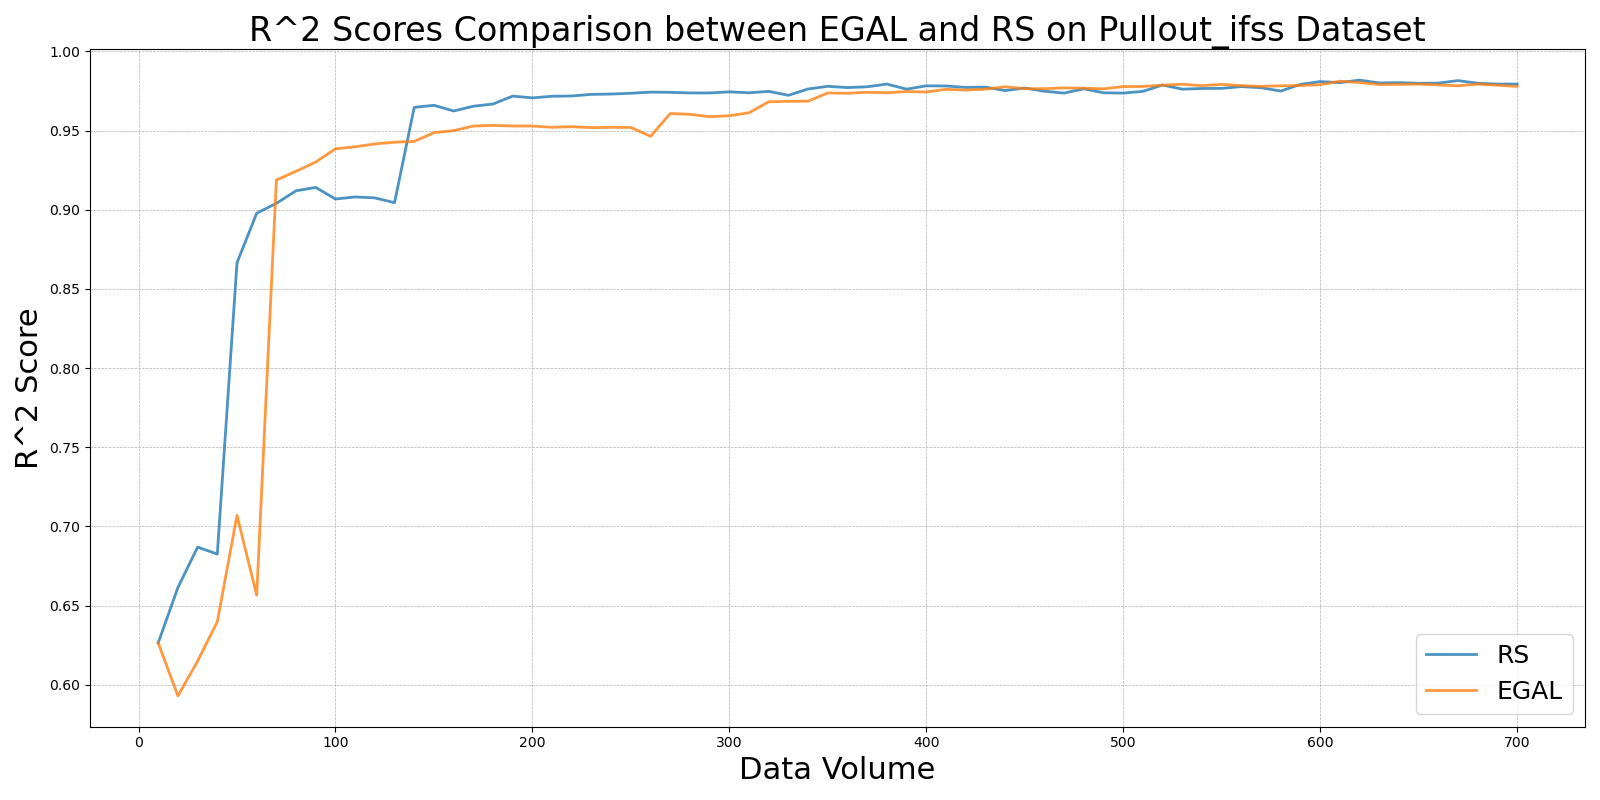 R^2 Scores Comparison between EGAL and RS on Pullout_ifss Dataset
R^2 Score
1.00
0.95
0.90
0.85
0.80
0.75
0.70
0.65
0.60
RS
EGAL
0 100 200 300 400 500 600 700
Data Volume